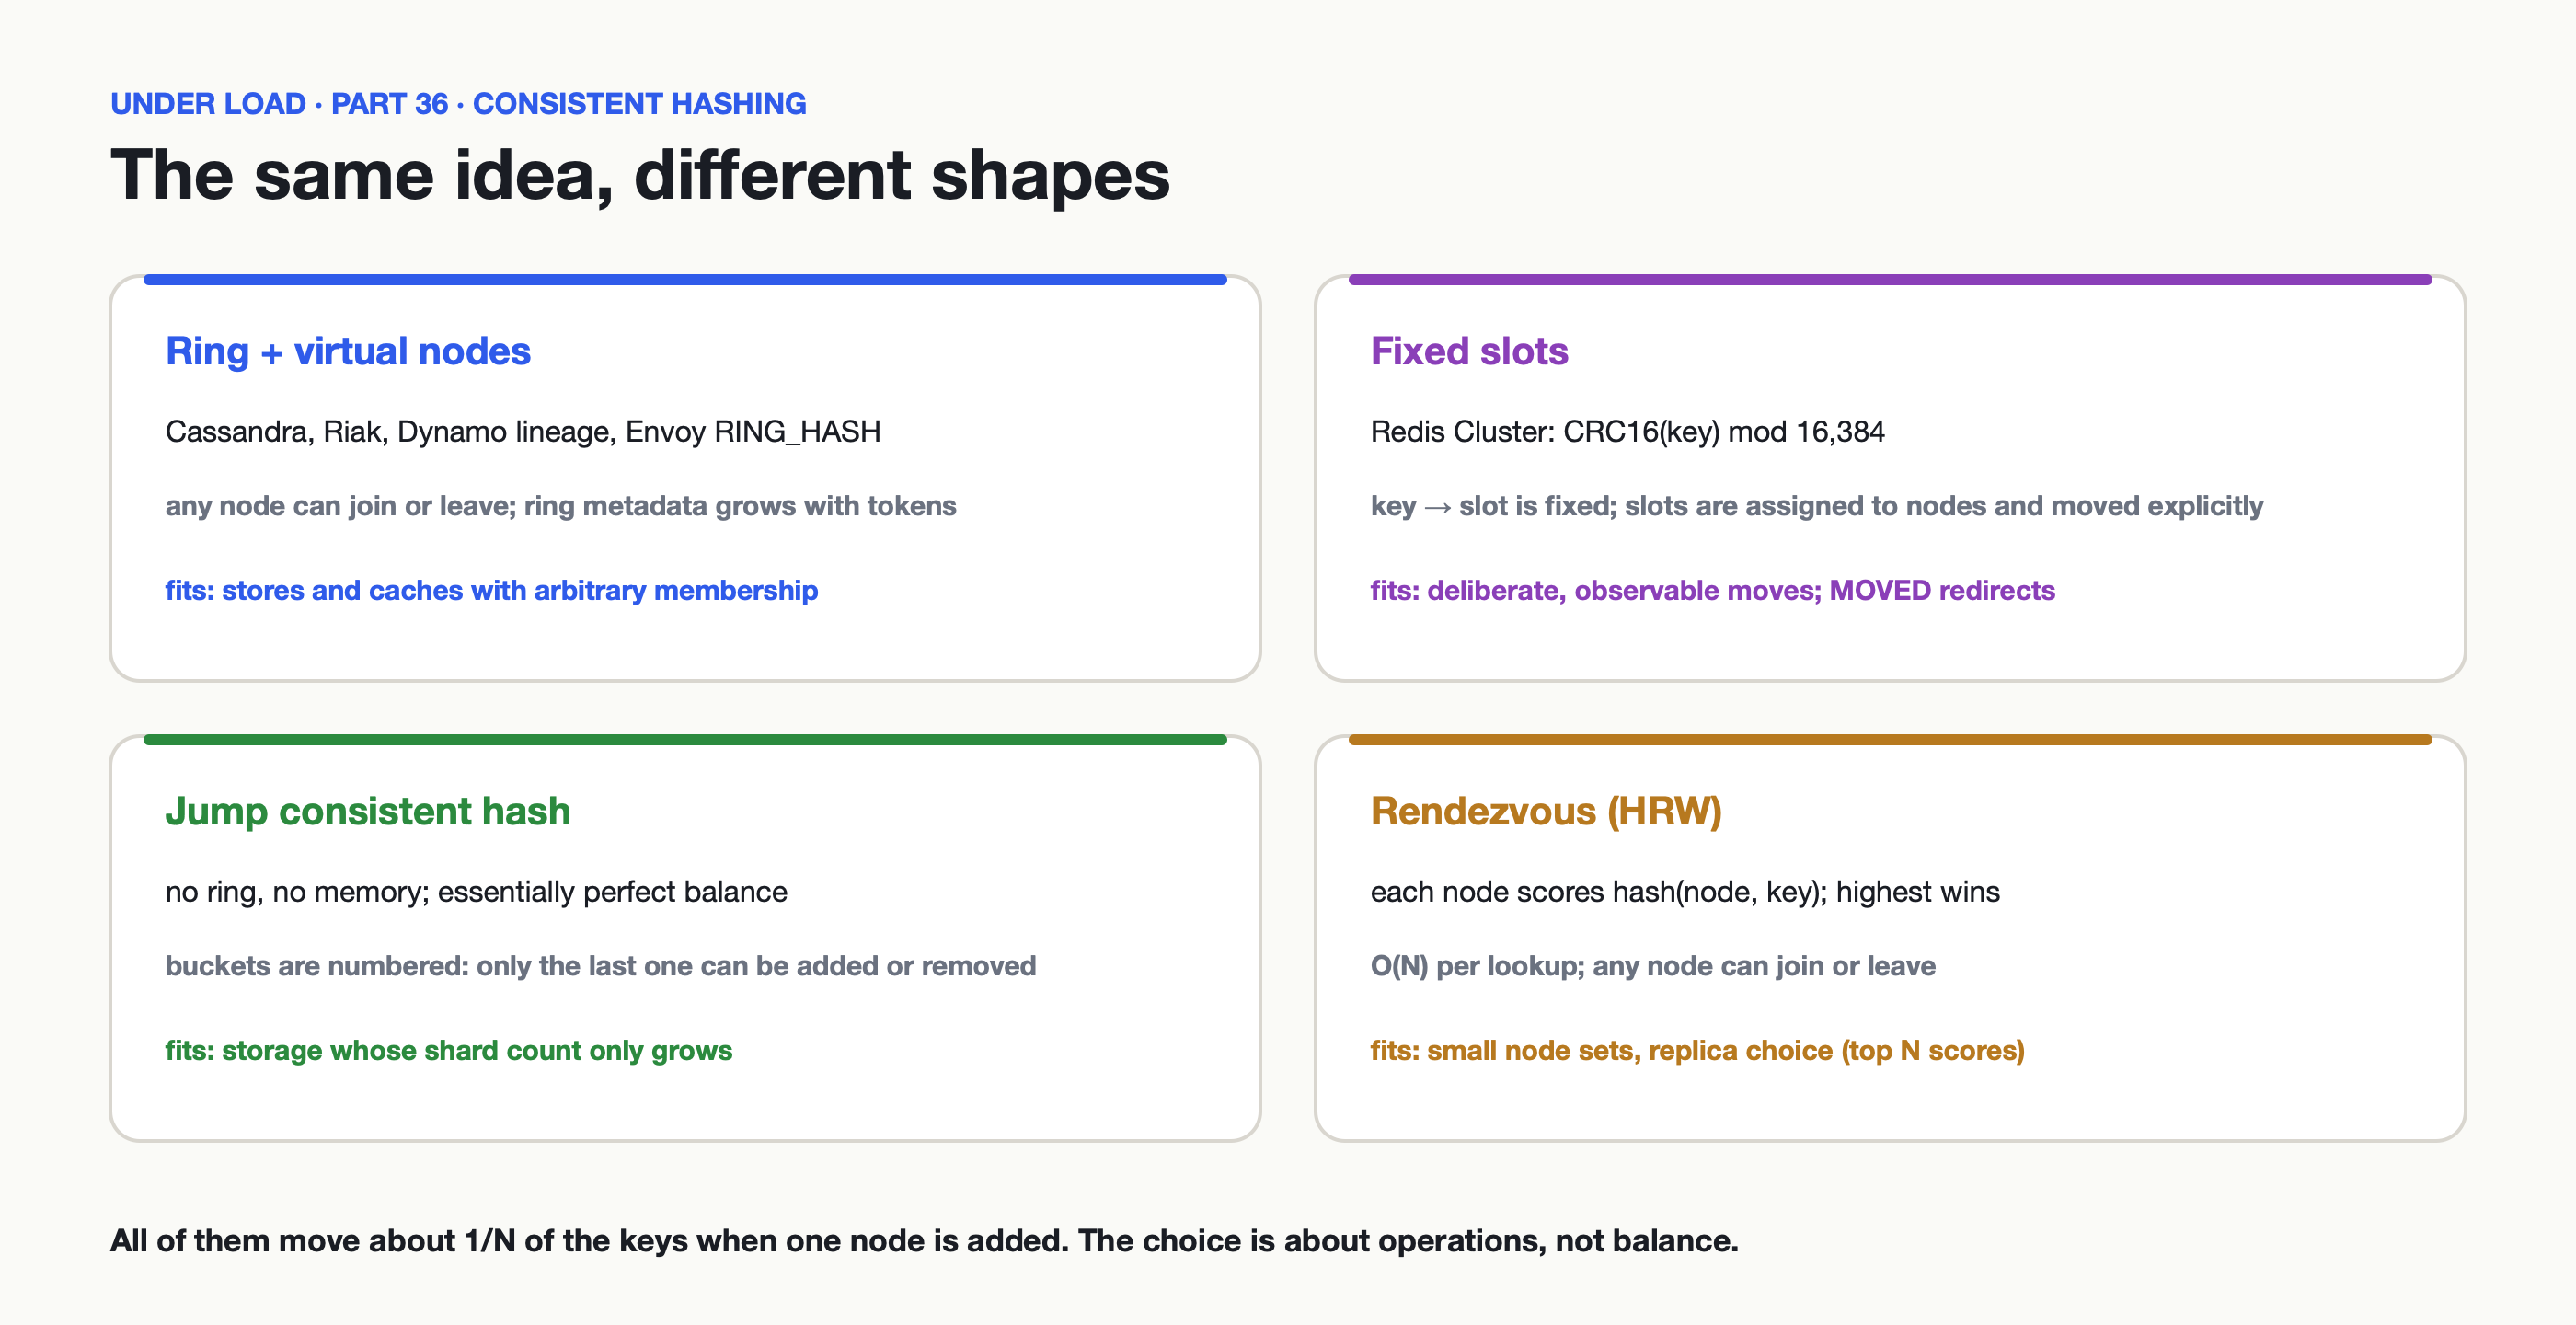 UNDER LOAD · PART 36 · CONSISTENT HASHING
The same idea, different shapes
Ring + virtual nodes
Cassandra, Riak, Dynamo lineage, Envoy RING_HASH
any node can join or leave; ring metadata grows with tokens
fits: stores and caches with arbitrary membership
Fixed slots
Redis Cluster: CRC16(key) mod 16,384
key → slot is fixed; slots are assigned to nodes and moved explicitly
fits: deliberate, observable moves; MOVED redirects
Jump consistent hash
no ring, no memory; essentially perfect balance
buckets are numbered: only the last one can be added or removed
fits: storage whose shard count only grows
Rendezvous (HRW)
each node scores hash(node, key); highest wins
O(N) per lookup; any node can join or leave
fits: small node sets, replica choice (top N scores)
All of them move about 1/N of the keys when one node is added. The choice is about operations, not balance.